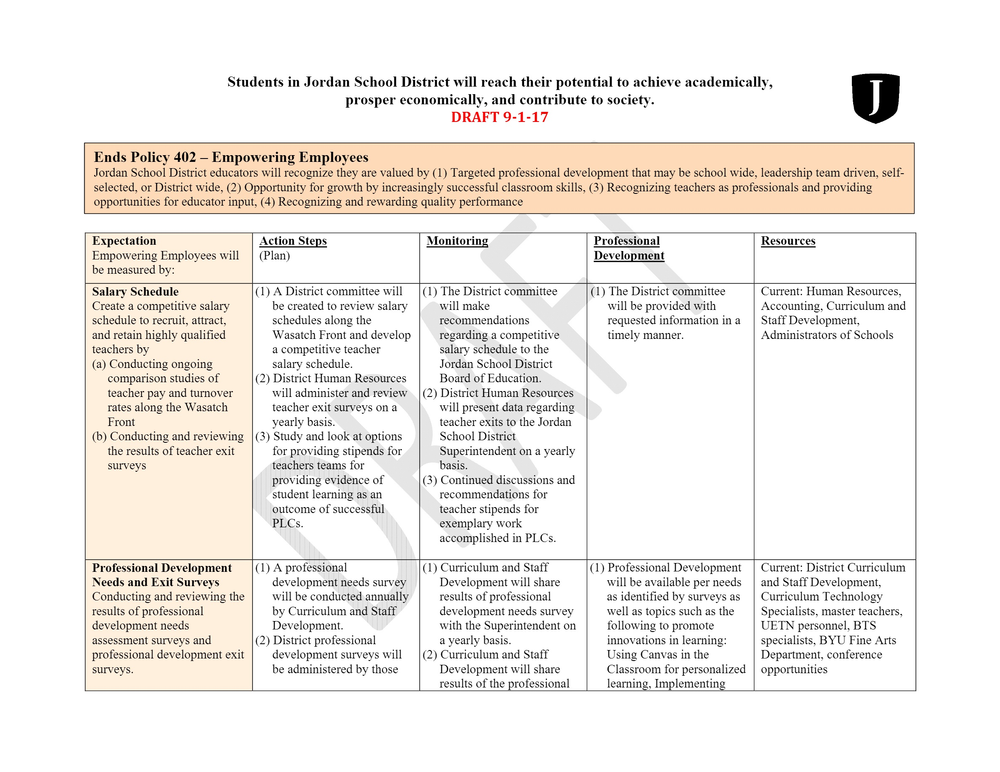 Students in Jordan School District will reach their potential to achieve academically,
prosper economically, and contribute to society.
DRAFT 9-1-17
J
Ends Policy 402 – Empowering Employees
Jordan School District educators will recognize they are valued by (1) Targeted professional development that may be school wide, leadership team driven, self-
selected, or District wide, (2) Opportunity for growth by increasingly successful classroom skills, (3) Recognizing teachers as professionals and providing
opportunities for educator input, (4) Recognizing and rewarding quality performance
DRAFT
Expectation
Empowering Employees will
be measured by:
Action Steps
(Plan)
Monitoring
Professional
Development
Resources
Salary Schedule
Create a competitive salary
schedule to recruit, attract,
and retain highly qualified
teachers by
(a) Conducting ongoing
comparison studies of
teacher pay and turnover
rates along the Wasatch
Front
(b) Conducting and reviewing
the results of teacher exit
surveys
(1) A District committee will
be created to review salary
schedules along the
Wasatch Front and develop
a competitive teacher
salary schedule.
(2) District Human Resources
will administer and review
teacher exit surveys on a
yearly basis.
(3) Study and look at options
for providing stipends for
teachers teams for
providing evidence of
student learning as an
outcome of successful
PLCs.
(1) The District committee
will make
recommendations
regarding a competitive
salary schedule to the
Jordan School District
Board of Education.
(2) District Human Resources
will present data regarding
teacher exits to the Jordan
School District
Superintendent on a yearly
basis.
(3) Continued discussions and
recommendations for
teacher stipends for
exemplary work
accomplished in PLCs.
(1) The District committee
will be provided with
requested information in a
timely manner.
Current: Human Resources,
Accounting, Curriculum and
Staff Development,
Administrators of Schools
Professional Development
Needs and Exit Surveys
Conducting and reviewing the
results of professional
development needs
assessment surveys and
professional development exit
surveys.
(1) A professional
development needs survey
will be conducted annually
by Curriculum and Staff
Development.
(2) District professional
development surveys will
be administered by those
(1) Curriculum and Staff
Development will share
results of professional
development needs survey
with the Superintendent on
a yearly basis.
(2) Curriculum and Staff
Development will share
results of the professional
(1) Professional Development
will be available per needs
as identified by surveys as
well as topics such as the
following to promote
innovations in learning:
Using Canvas in the
Classroom for personalized
learning, Implementing
Current: District Curriculum
and Staff Development,
Curriculum Technology
Specialists, master teachers,
UETN personnel, BTS
specialists, BYU Fine Arts
Department, conference
opportunities